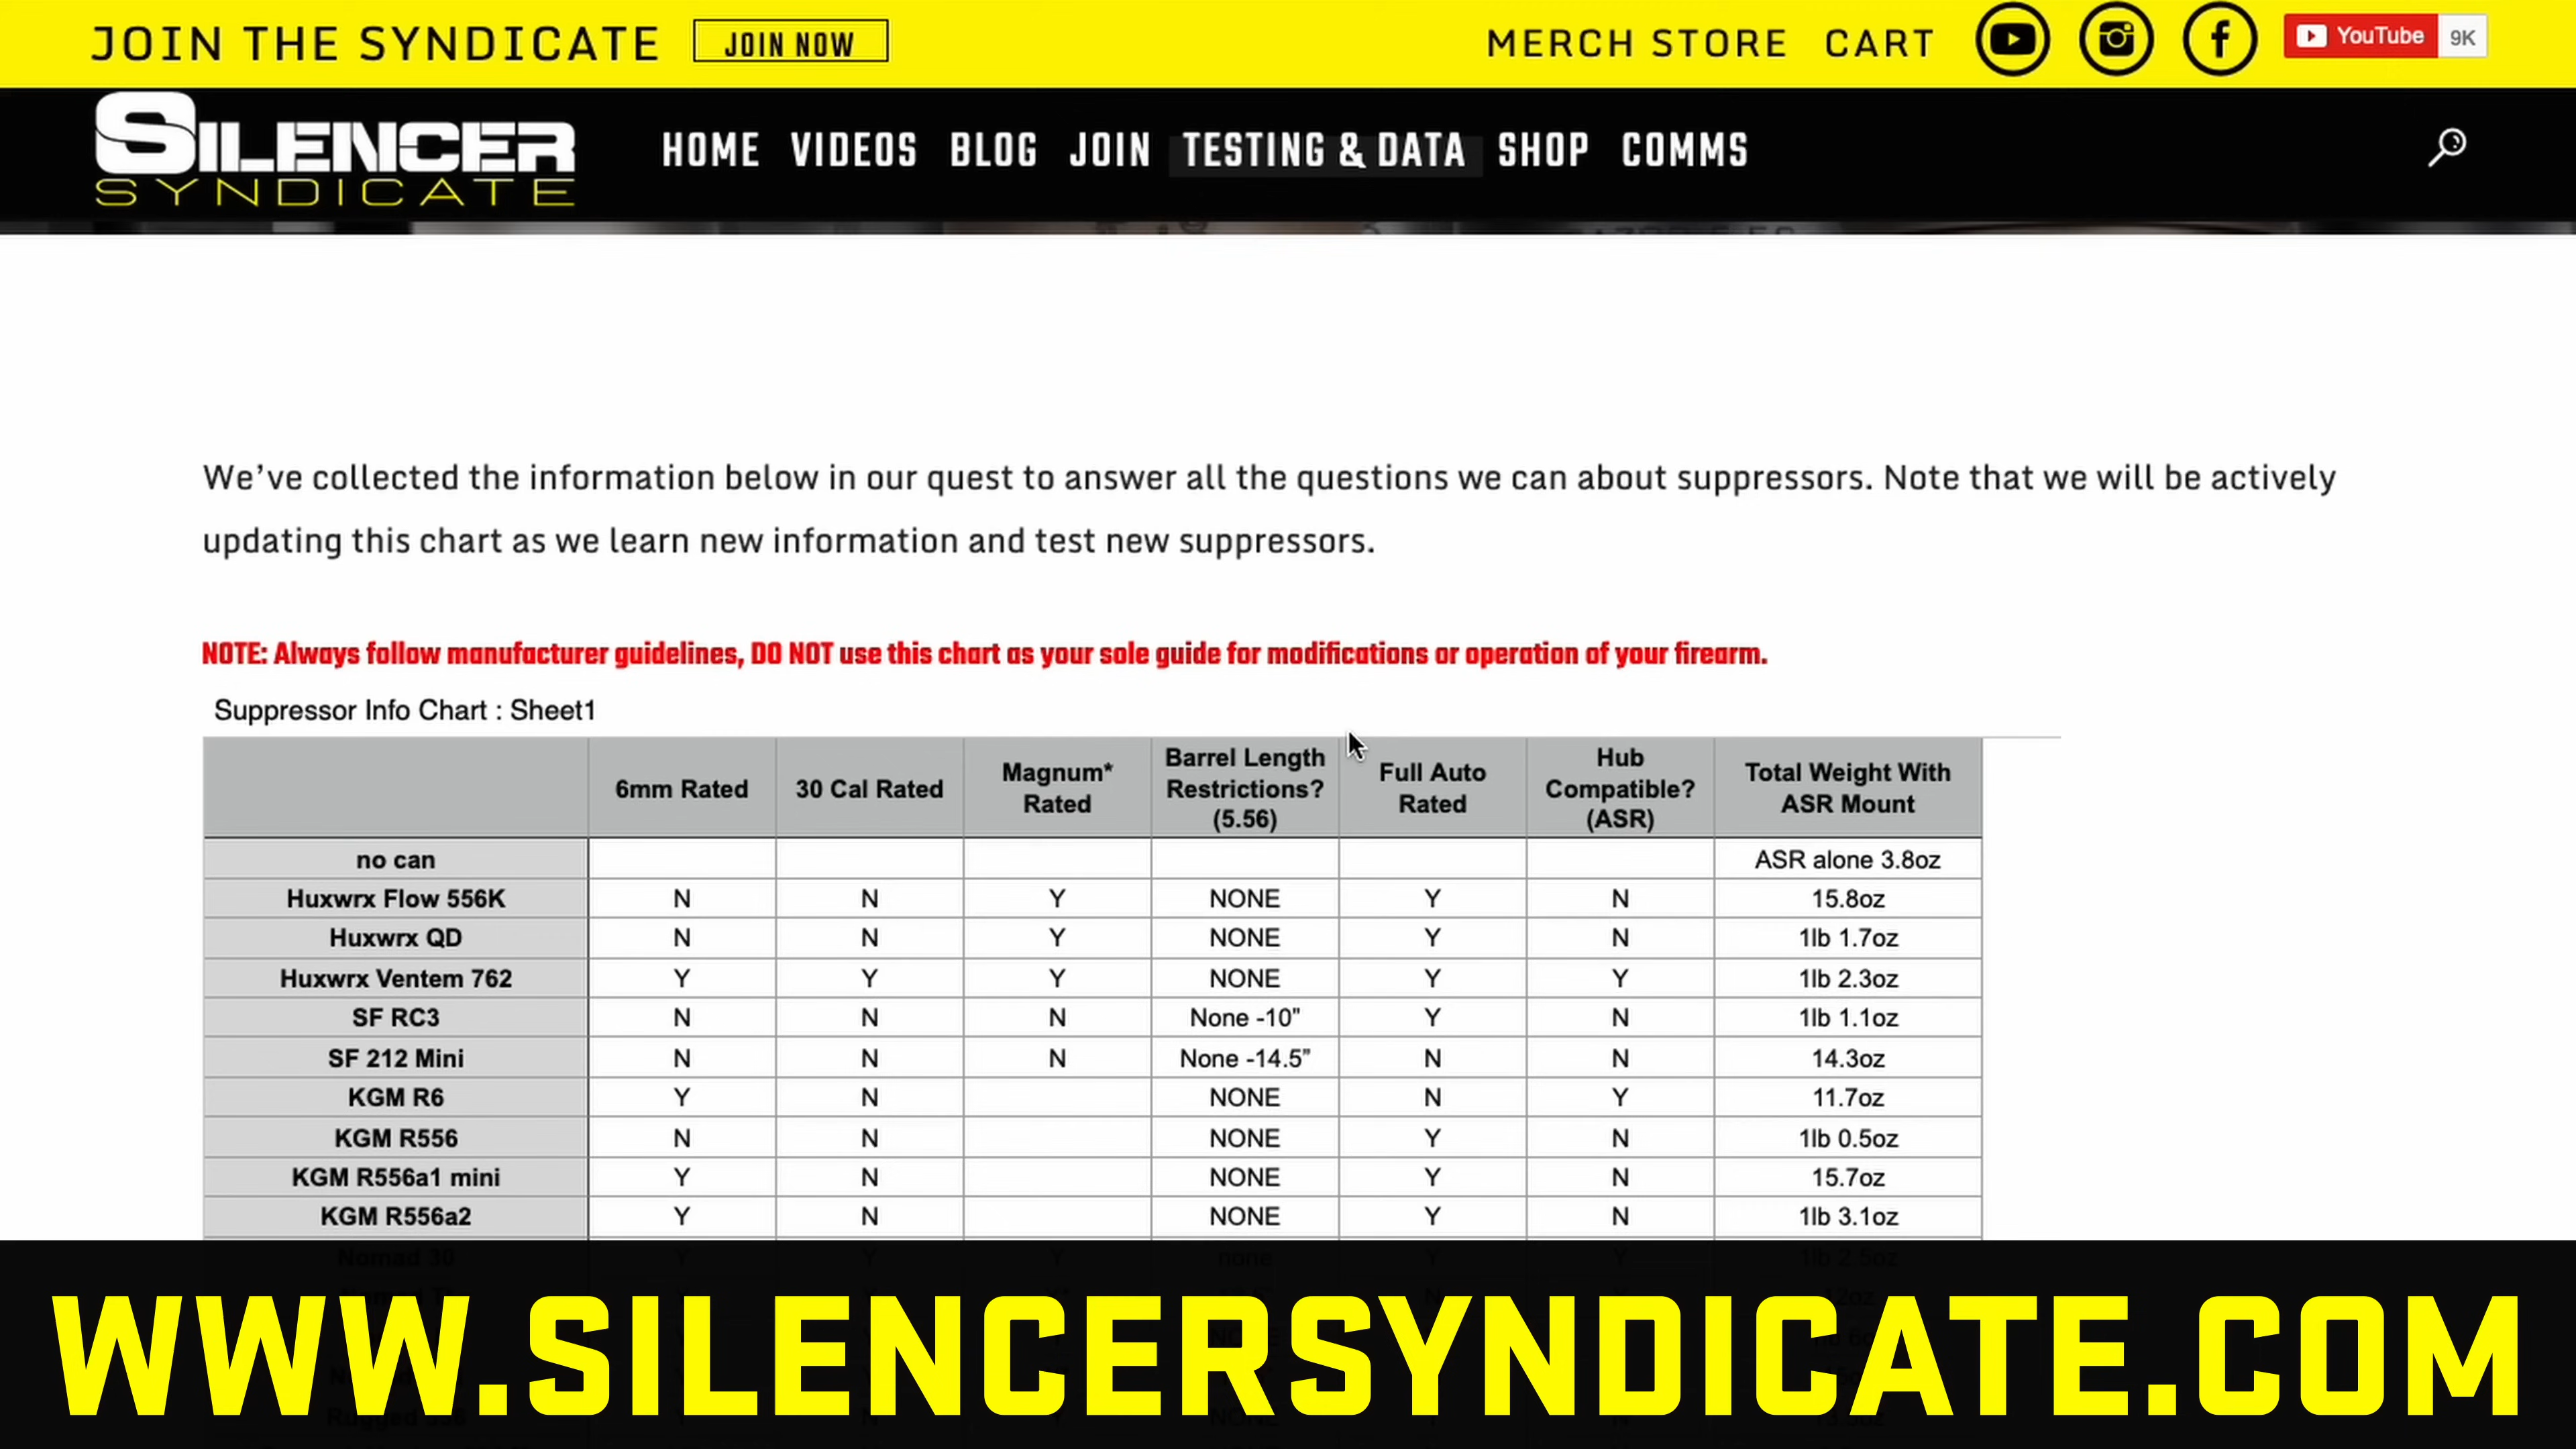 JOIN THE SYNDICATE JOIN NOW MERCH STORE CART YouTube 9K
SILENCER
SYNDICATE
HOME VIDEOS BLOG JOIN TESTING & DATA SHOP COMMS
We've collected the information below in our quest to answer all the questions we can about suppressors. Note that we will be actively
updating this chart as we learn new information and test new suppressors.
NOTE: Always follow manufacturer guidelines, DO NOT use this chart as your sole guide for modifications or operation of your firearm.
Suppressor Info Chart : Sheet1
6mm Rated 30 Cal Rated Magnum* Rated Barrel Length Restrictions? (5.56) Full Auto Rated Hub Compatible? (ASR) Total Weight With ASR Mount
no can ASR alone 3.8oz
Huxwrx Flow 556K N N Y NONE Y N 15.8oz
Huxwrx QD N N Y NONE Y N 1lb 1.7oz
Huxwrx Ventem 762 Y Y Y NONE Y Y 1lb 2.3oz
SF RC3 N N N None -10" Y N 1lb 1.1oz
SF 212 Mini N N N None -14.5” N N 14.3oz
KGM R6 Y N NONE N Y 11.7oz
KGM R556 N N NONE Y N 1lb 0.5oz
KGM R556a1 mini Y N NONE Y N 15.7oz
KGM R556a2 Y N NONE Y N 1lb 3.1oz
Nomad 30 Y Y Y none Y Y 1lb 2.5oz
WWW.SILENCERSYNDICATE.COM